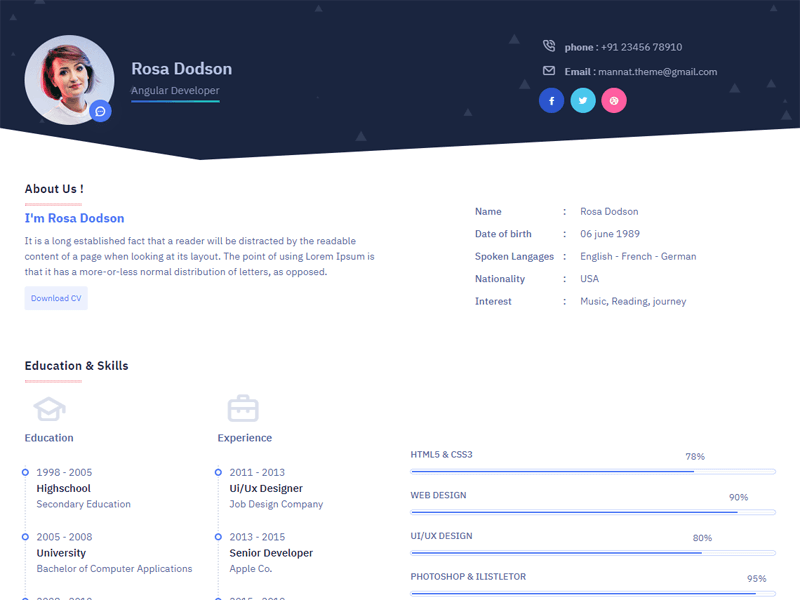 Rosa Dodson
Angular Developer
phone : +91 23456 78910
Email : mannat.theme@gmail.com
About Us !
I'm Rosa Dodson
It is a long established fact that a reader will be distracted by the readable
content of a page when looking at its layout. The point of using Lorem Ipsum is
that it has a more-or-less normal distribution of letters, as opposed.
Download CV
Name : Rosa Dodson
Date of birth : 06 june 1989
Spoken Langages : English - French - German
Nationality : USA
Interest : Music, Reading, journey
Education & Skills
Education
1998 - 2005
Highschool
Secondary Education
2005 - 2008
University
Bachelor of Computer Applications
Experience
2011 - 2013
Ui/Ux Designer
Job Design Company
2013 - 2015
Senior Developer
Apple Co.
HTML5 & CSS3 78%
WEB DESIGN 90%
UI/UX DESIGN 80%
PHOTOSHOP & ILISTLETOR 95%